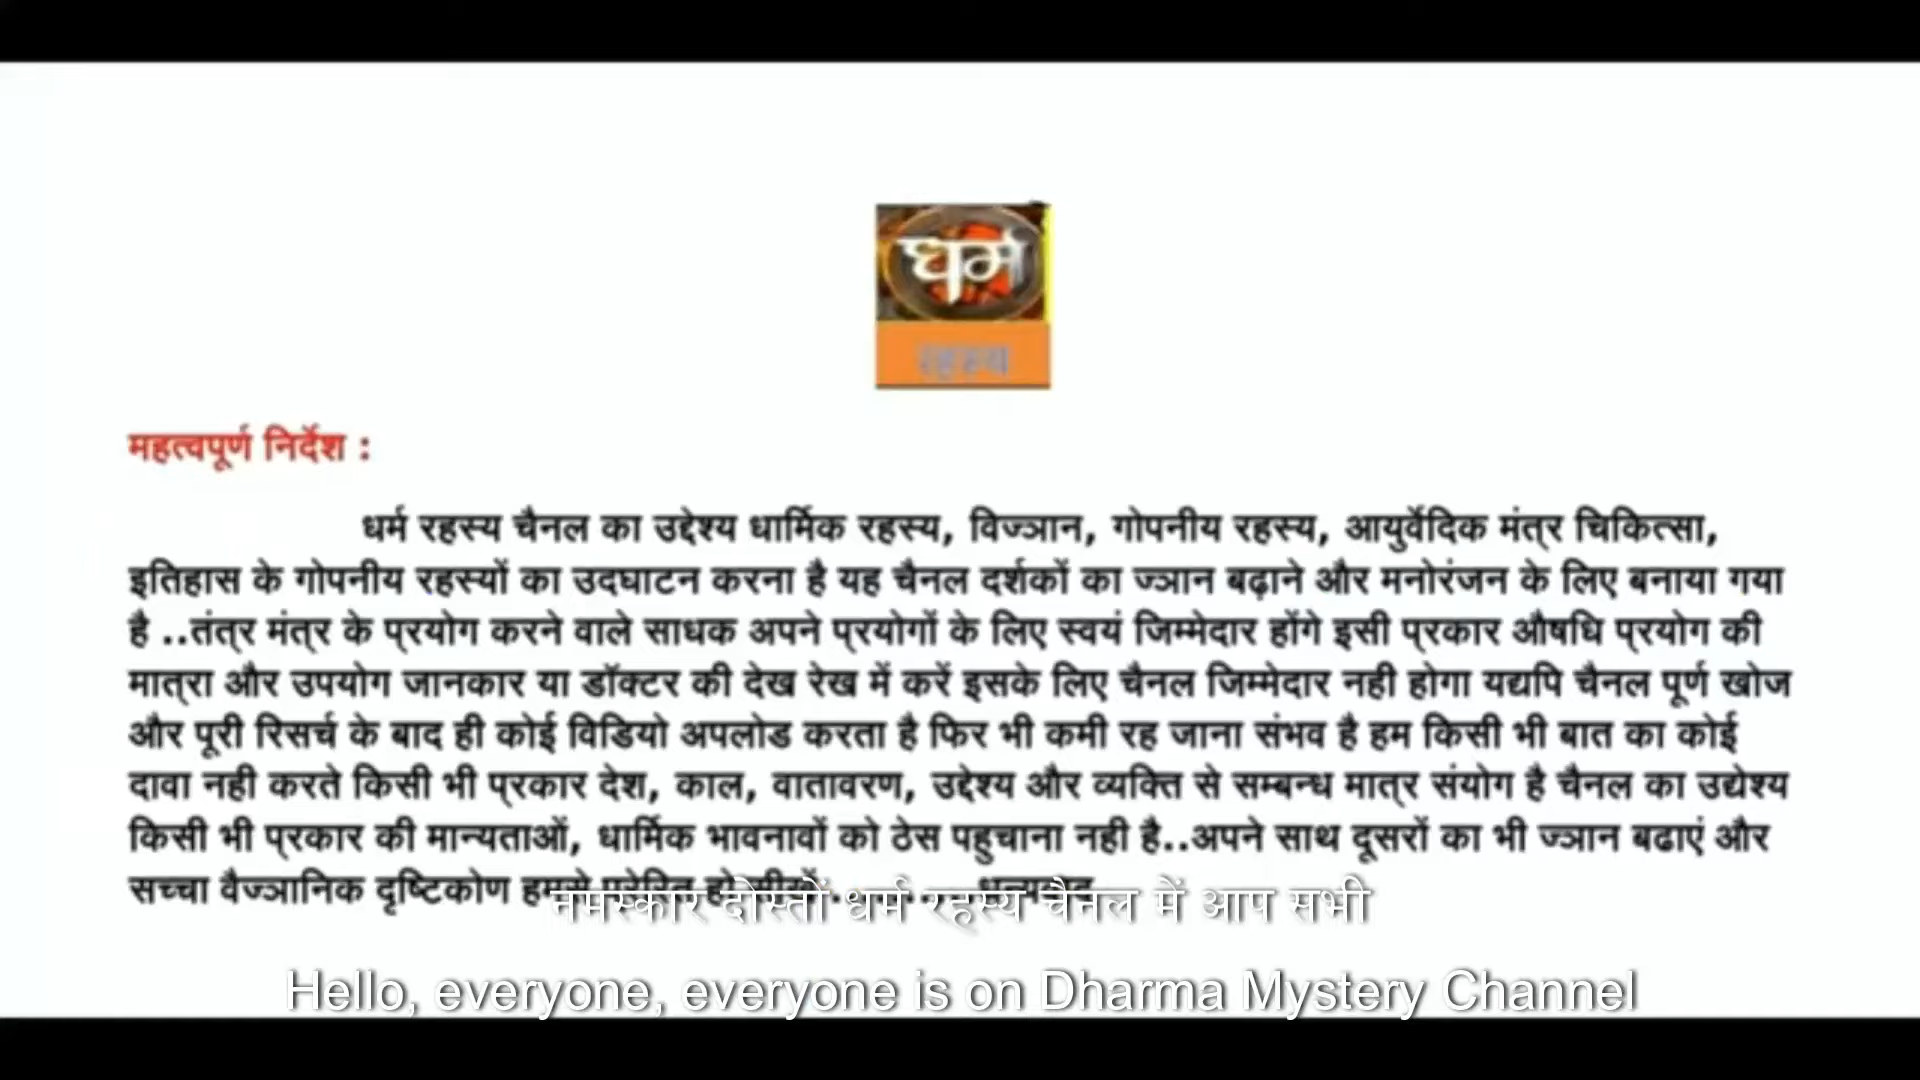 धर्म
रहस्य
महत्वपूर्ण निर्देश :
धर्म रहस्य चैनल का उद्देश्य धार्मिक रहस्य, विज्ञान, गोपनीय रहस्य, आयुर्वेदिक मंत्र चिकित्सा,
इतिहास के गोपनीय रहस्यों का उदघाटन करना है यह चैनल दर्शकों का ज्ञान बढ़ाने और मनोरंजन के लिए बनाया गया
है ..तंत्र मंत्र के प्रयोग करने वाले साधक अपने प्रयोगों के लिए स्वयं जिम्मेदार होंगे इसी प्रकार औषधि प्रयोग की
मात्रा और उपयोग जानकार या डॉक्टर की देख रेख में करें इसके लिए चैनल जिम्मेदार नही होगा यद्यपि चैनल पूर्ण खोज
और पूरी रिसर्च के बाद ही कोई विडियो अपलोड करता है फिर भी कमी रह जाना संभव है हम किसी भी बात का कोई
दावा नही करते किसी भी प्रकार देश, काल, वातावरण, उद्देश्य और व्यक्ति से सम्बन्ध मात्र संयोग है चैनल का उद्येश्य
किसी भी प्रकार की मान्यताओं, धार्मिक भावनावों को ठेस पहुचाना नही है..अपने साथ दूसरों का भी ज्ञान बढाएं और
सच्चा वैज्ञानिक दृष्टिकोण हमसे प्रेरित हो
नमस्कार दोस्तों धर्म रहस्य चैनल में आप सभी
Hello, everyone, everyone is on Dharma Mystery Channel